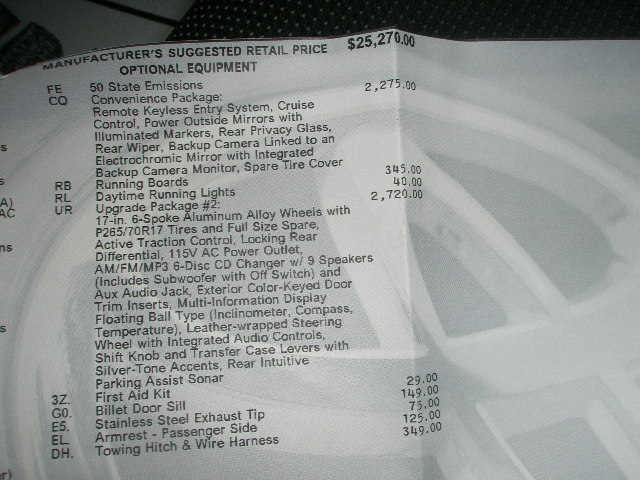 MANUFACTURER'S SUGGESTED RETAIL PRICE $25,270.00
OPTIONAL EQUIPMENT
FE 50 State Emissions
CQ Convenience Package: 2,275.00
Remote Keyless Entry System, Cruise
Control, Power Outside Mirrors with
Illuminated Markers, Rear Privacy Glass,
Rear Wiper, Backup Camera Linked to an
Electrochromic Mirror with Integrated
Backup Camera Monitor, Spare Tire Cover
RB Running Boards 345.00
RL Daytime Running Lights 40.00
UR Upgrade Package #2: 2,720.00
17-in. 6-Spoke Aluminum Alloy Wheels with
P265/70R17 Tires and Full Size Spare,
Active Traction Control, Locking Rear
Differential, 115V AC Power Outlet,
AM/FM/MP3 6-Disc CD Changer w/ 9 Speakers
(Includes Subwoofer with Off Switch) and
Aux Audio Jack, Exterior Color-Keyed Door
Trim Inserts, Multi-Information Display
Floating Ball Type (Inclinometer, Compass,
Temperature), Leather-wrapped Steering
Wheel with Integrated Audio Controls,
Shift Knob and Transfer Case Levers with
Silver-Tone Accents, Rear Intuitive
Parking Assist Sonar
3Z. First Aid Kit 29.00
G0. Billet Door Sill 149.00
E5. Stainless Steel Exhaust Tip 75.00
EL. Armrest - Passenger Side 125.00
DH. Towing Hitch & Wire Harness 349.00